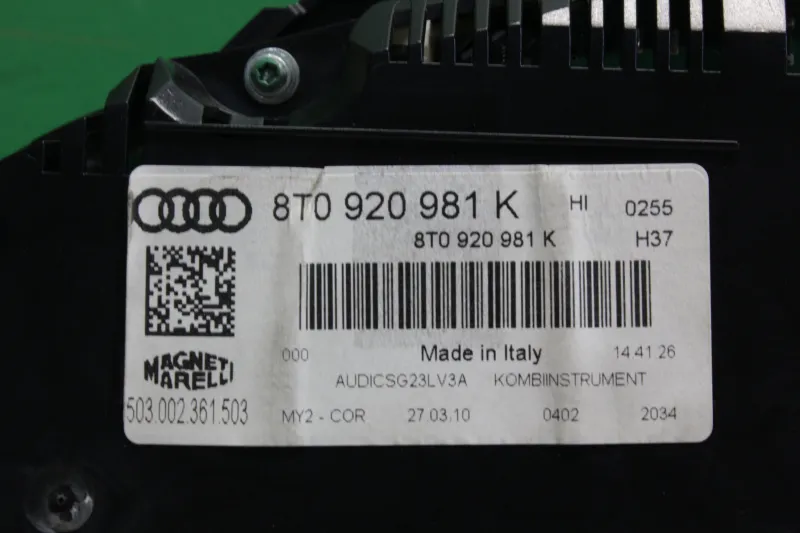 8T0 920 981 K HI 0255
8T0 920 981 K H37
000 Made in Italy 14 41 26
MAGNETI MARELLI AUDICSG23LV3A KOMBIINSTRUMENT
503.002.361.503 MY2 - COR 27.03.10 0402 2034